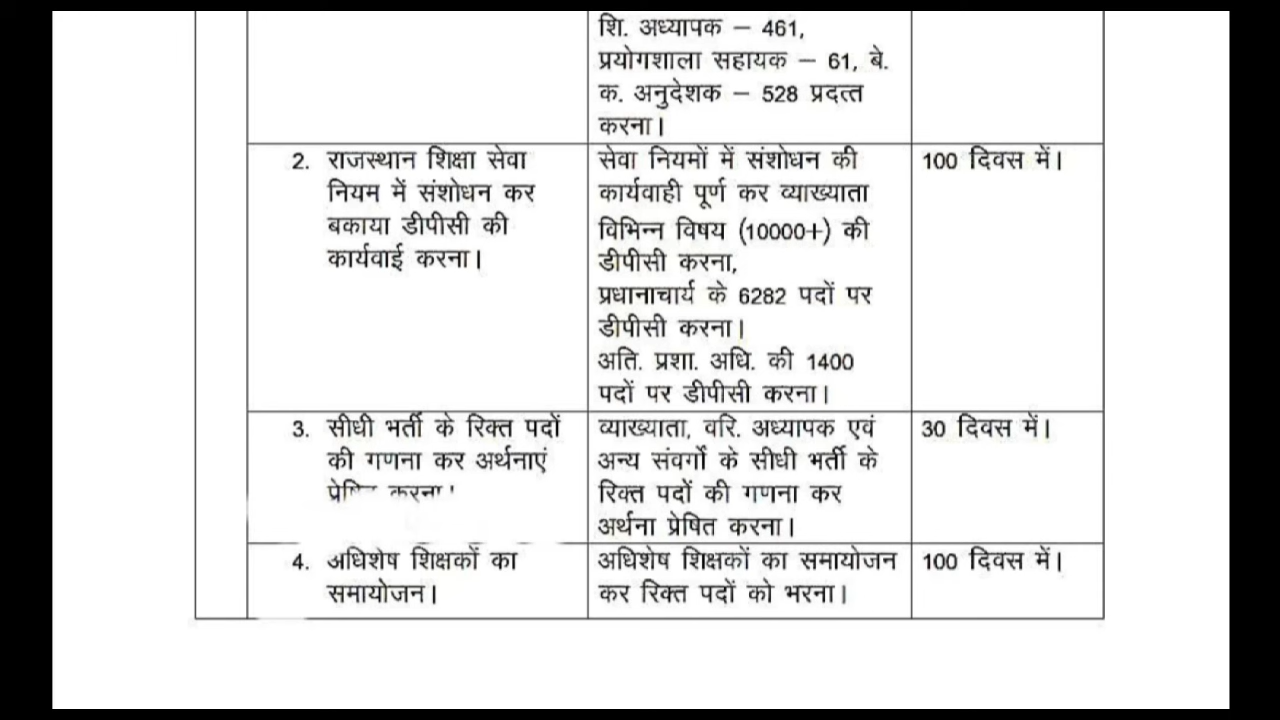 शि. अध्यापक – 461,
प्रयोगशाला सहायक – 61, बे.
क. अनुदेशक – 528 प्रदत्त
करना।
2. राजस्थान शिक्षा सेवा
नियम में संशोधन कर
बकाया डीपीसी की
कार्यवाई करना।
सेवा नियमों में संशोधन की
कार्यवाही पूर्ण कर व्याख्याता
विभिन्न विषय (10000+) की
डीपीसी करना,
प्रधानाचार्य के 6282 पदों पर
डीपीसी करना।
अति. प्रशा. अधि. की 1400
पदों पर डीपीसी करना।
100 दिवस में।
3. सीधी भर्ती के रिक्त पदों
की गणना कर अर्थनाएं
व्याख्याता, वरि. अध्यापक एवं
अन्य संवर्गो के सीधी भर्ती के
रिक्त पदों की गणना कर
अर्थना प्रेषित करना।
30 दिवस में।
4. अधिशेष शिक्षकों का
समायोजन।
अधिशेष शिक्षकों का समायोजन
कर रिक्त पदों को भरना।
100 दिवस में।